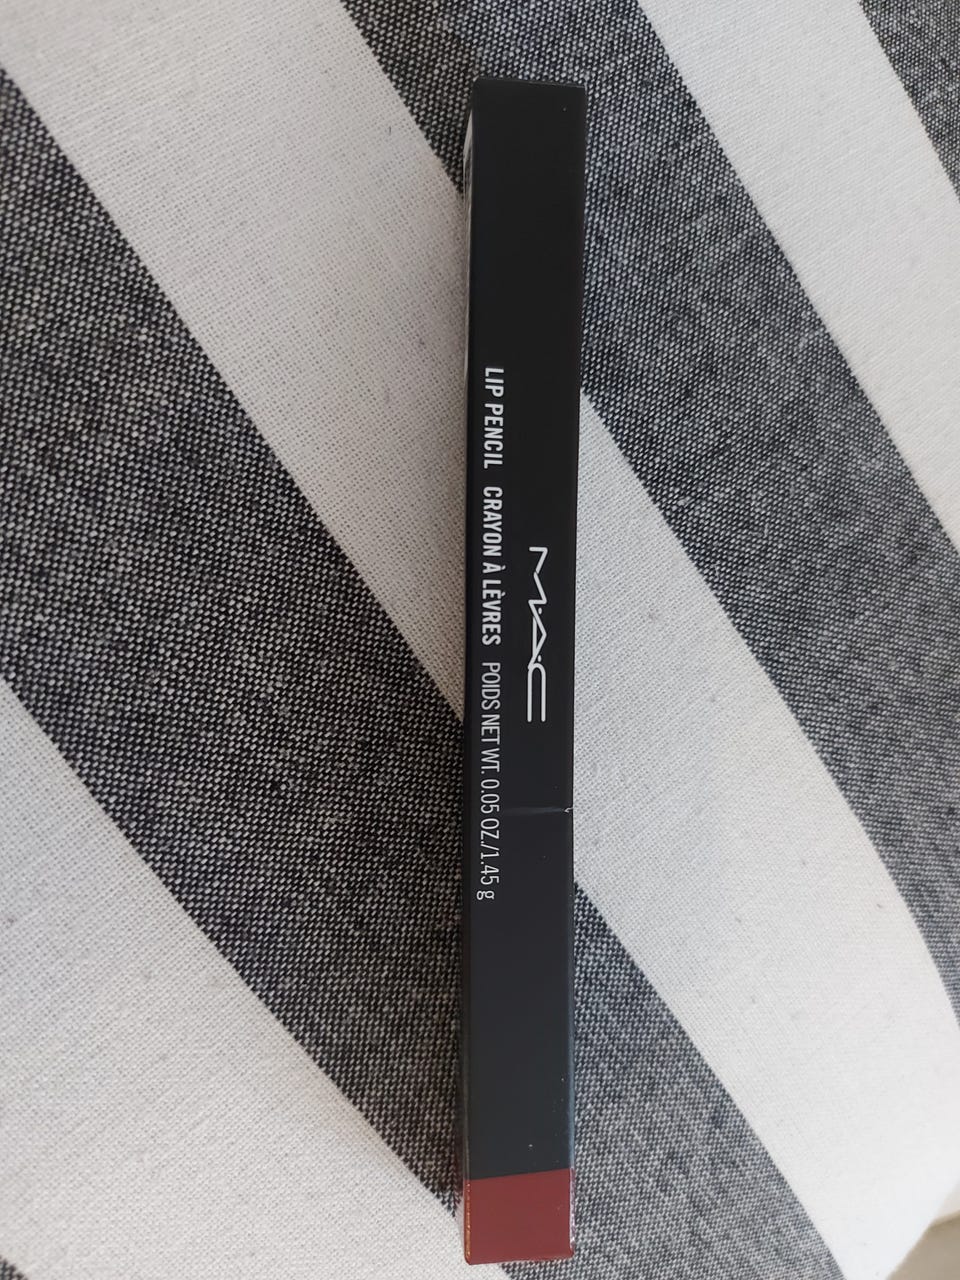 MAC
LIP PENCIL CRAYON À LÈVRES POIDS NET WT. 0.05 OZ./1.45 g